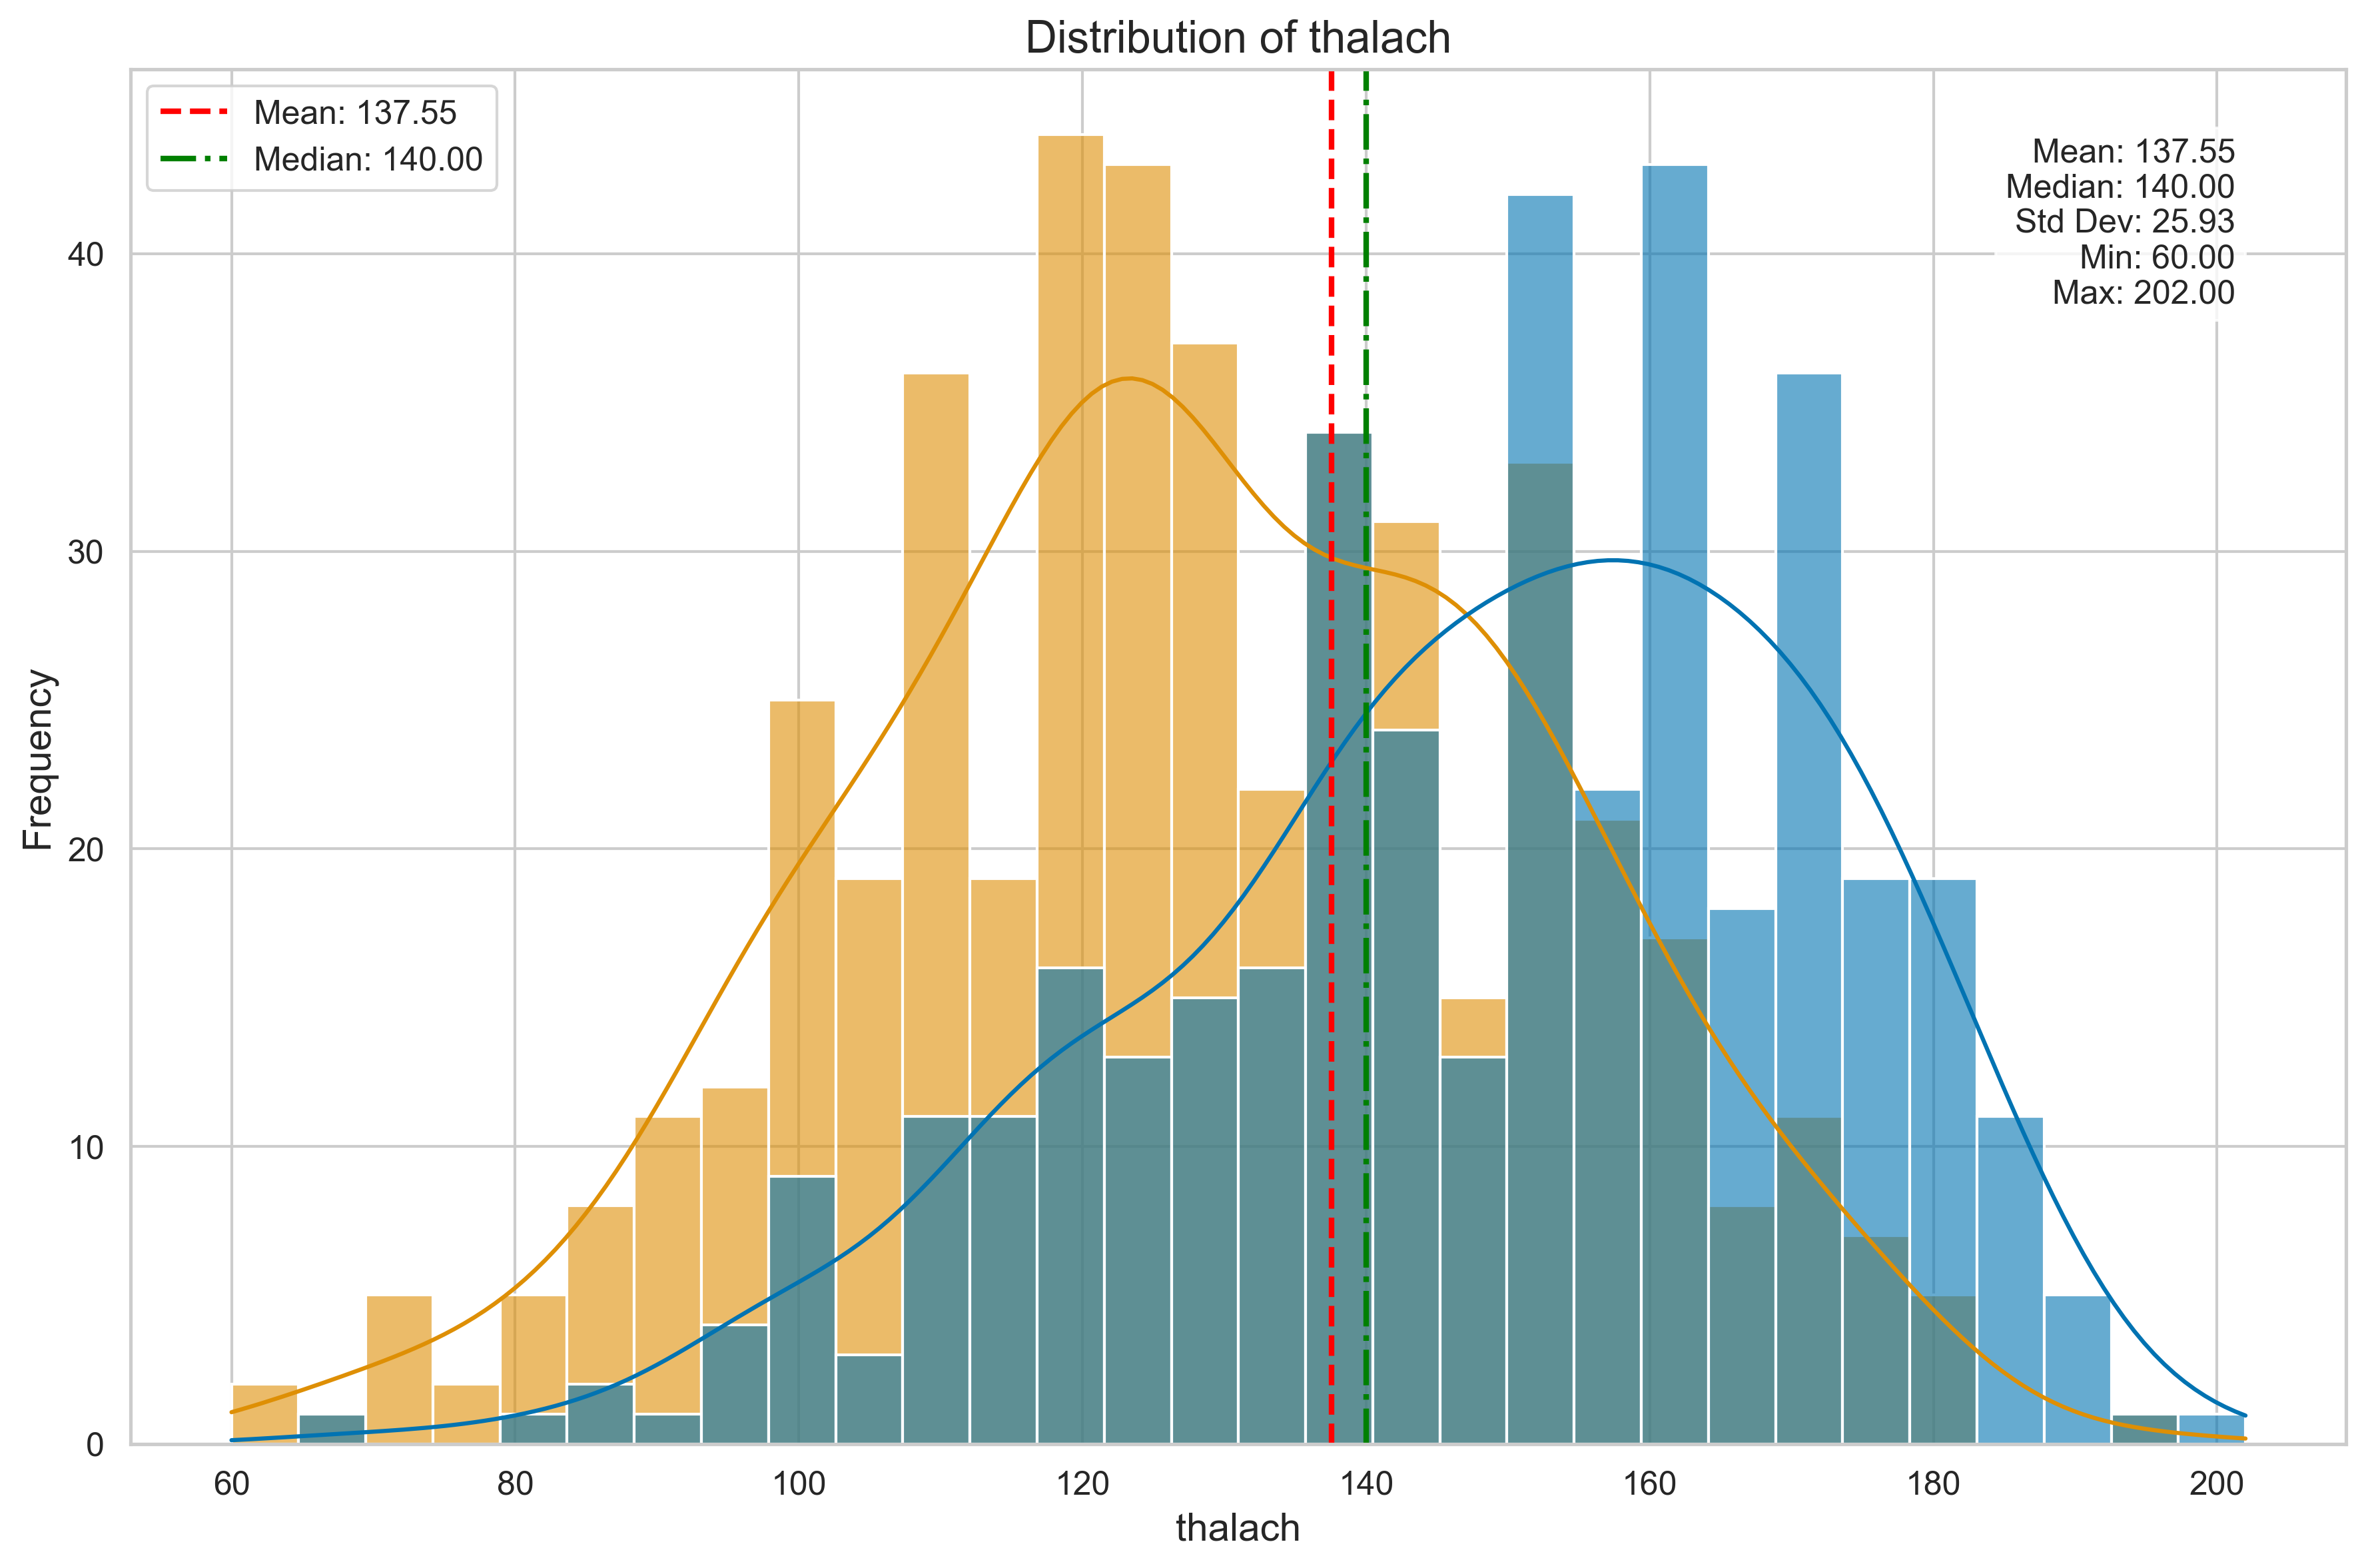 Distribution of thalach
Mean: 137.55
Median: 140.00
Mean: 137.55
Median: 140.00
Std Dev: 25.93
Min: 60.00
Max: 202.00
Frequency
40
30
20
10
0
60 80 100 120 140 160 180 200
thalach